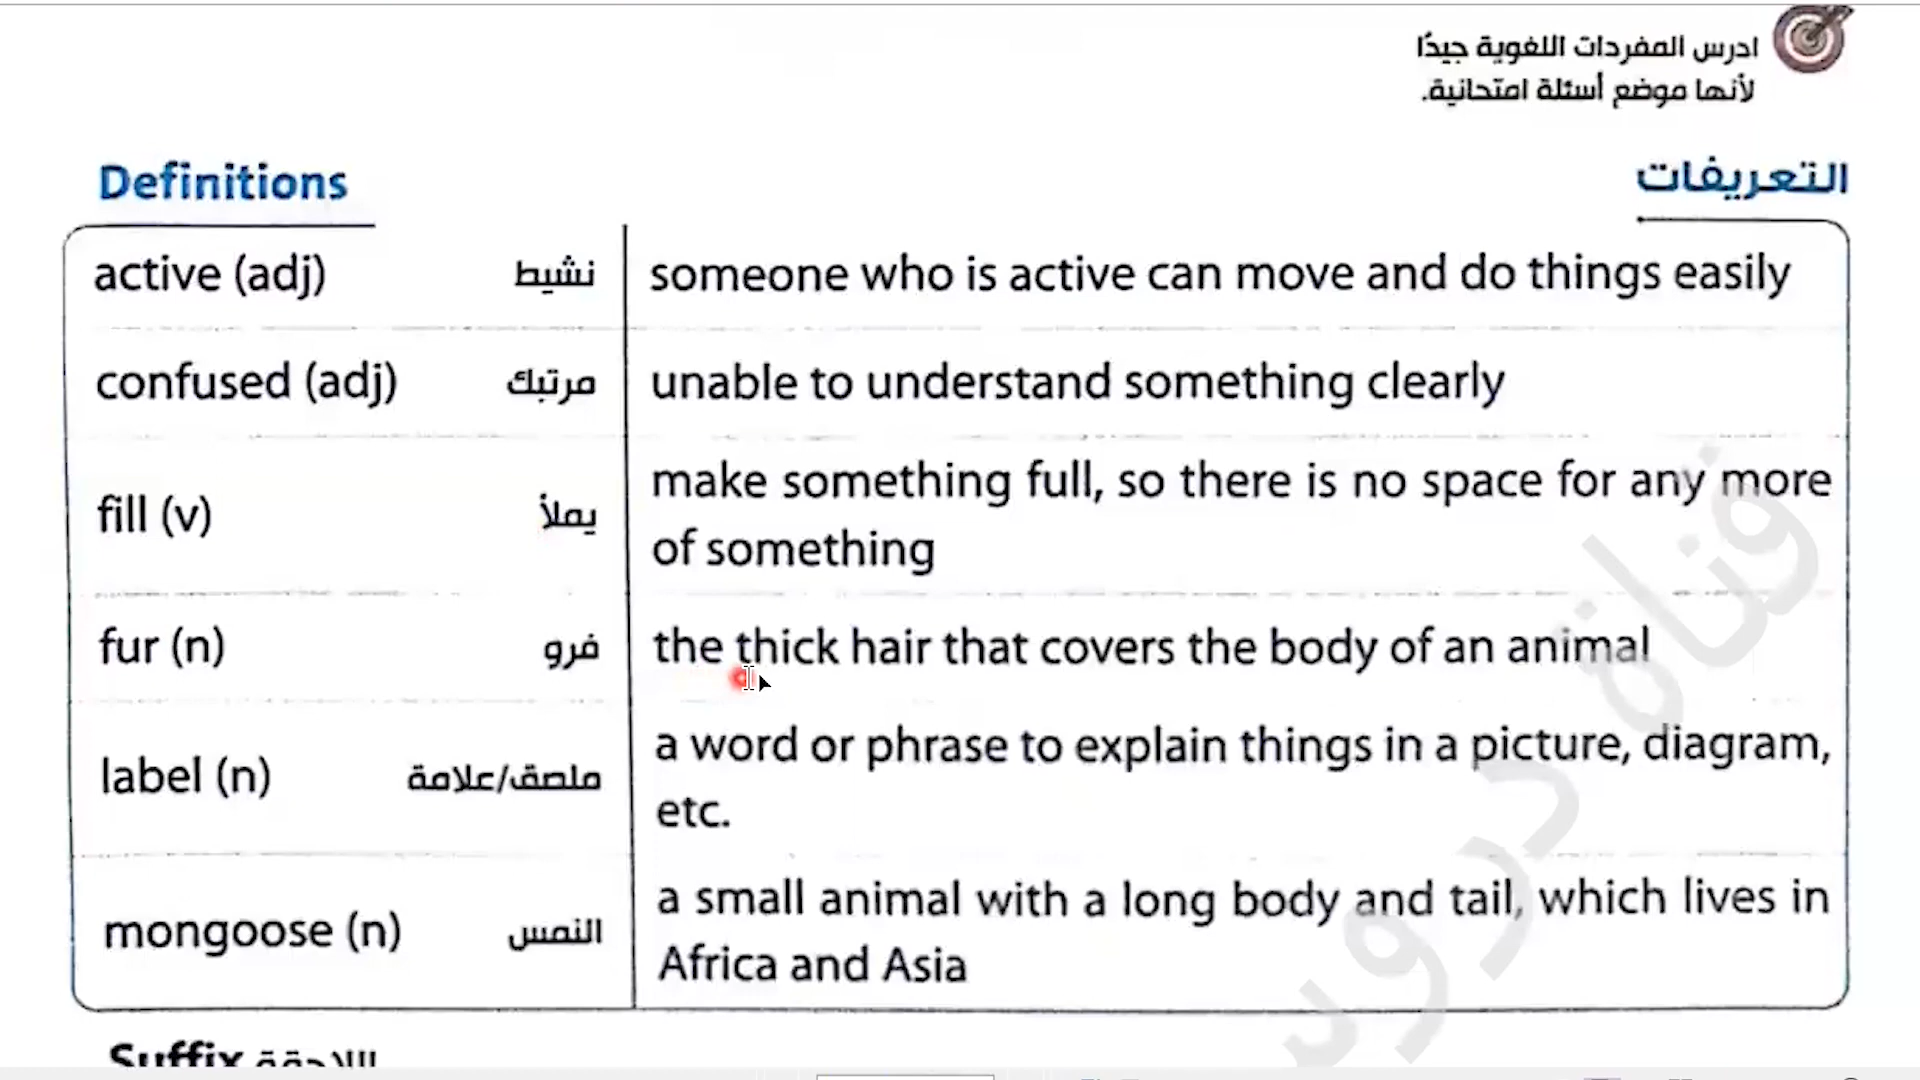 ادرس المفردات اللغوية جيدًا
لأنها موضع أسئلة امتحانية.
Definitions التعريفات
active (adj) نشيط someone who is active can move and do things easily
confused (adj) مرتبك unable to understand something clearly
fill (v) يملأ make something full, so there is no space for any more
of something
fur (n) فرو the thick hair that covers the body of an animal
label (n) ملصق/علامة a word or phrase to explain things in a picture, diagram,
etc.
mongoose (n) النمس a small animal with a long body and tail, which lives in
Africa and Asia
Suffix اللاحقة
قناة